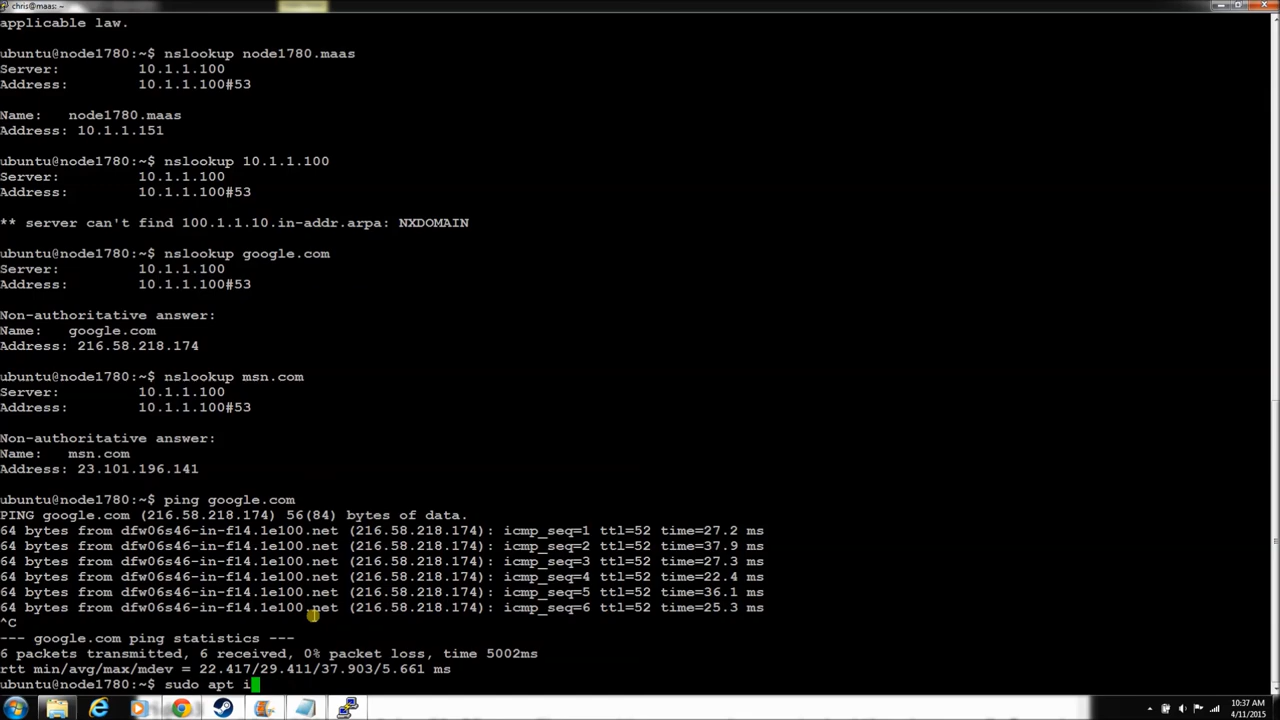 chris@maas: ~
applicable law.
ubuntu@node1780:~$ nslookup node1780.maas
Server:         10.1.1.100
Address:        10.1.1.100#53
Name:   node1780.maas
Address: 10.1.1.151
ubuntu@node1780:~$ nslookup 10.1.1.100
Server:         10.1.1.100
Address:        10.1.1.100#53
** server can't find 100.1.1.10.in-addr.arpa: NXDOMAIN
ubuntu@node1780:~$ nslookup google.com
Server:         10.1.1.100
Address:        10.1.1.100#53
Non-authoritative answer:
Name:   google.com
Address: 216.58.218.174
ubuntu@node1780:~$ nslookup msn.com
Server:         10.1.1.100
Address:        10.1.1.100#53
Non-authoritative answer:
Name:   msn.com
Address: 23.101.196.141
ubuntu@node1780:~$ ping google.com
PING google.com (216.58.218.174) 56(84) bytes of data.
64 bytes from dfw06s46-in-f14.1e100.net (216.58.218.174): icmp_seq=1 ttl=52 time=27.2 ms
64 bytes from dfw06s46-in-f14.1e100.net (216.58.218.174): icmp_seq=2 ttl=52 time=37.9 ms
64 bytes from dfw06s46-in-f14.1e100.net (216.58.218.174): icmp_seq=3 ttl=52 time=27.3 ms
64 bytes from dfw06s46-in-f14.1e100.net (216.58.218.174): icmp_seq=4 ttl=52 time=22.4 ms
64 bytes from dfw06s46-in-f14.1e100.net (216.58.218.174): icmp_seq=5 ttl=52 time=36.1 ms
64 bytes from dfw06s46-in-f14.1e100.net (216.58.218.174): icmp_seq=6 ttl=52 time=25.3 ms
^C
--- google.com ping statistics ---
6 packets transmitted, 6 received, 0% packet loss, time 5002ms
rtt min/avg/max/mdev = 22.417/29.411/37.903/5.661 ms
ubuntu@node1780:~$ sudo apt i
10:37 AM
4/11/2015